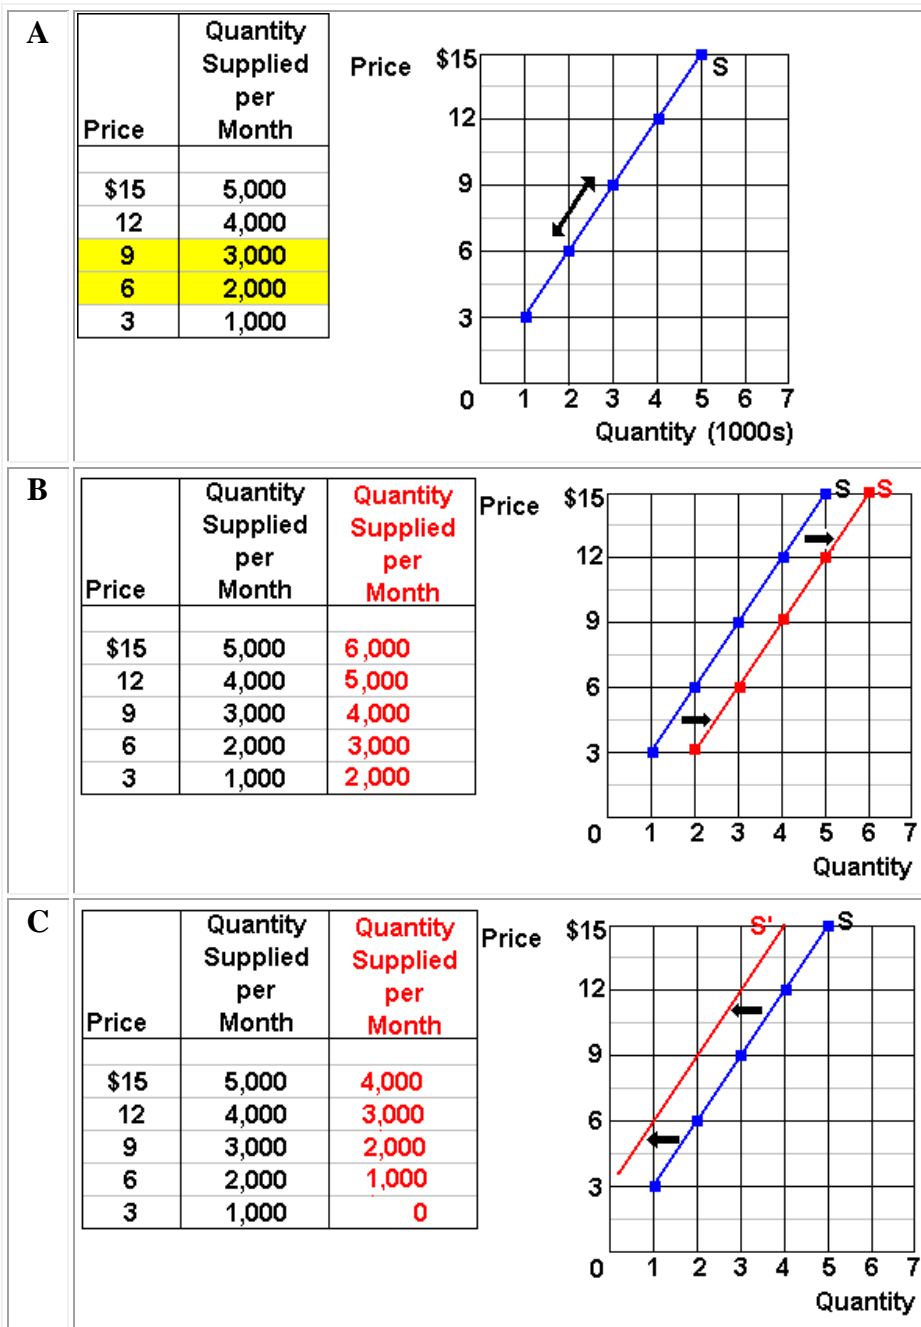 A
Price
Quantity
Supplied
per
Month
$15 5,000
12 4,000
9 3,000
6 2,000
3 1,000
Price
$15
12
9
6
3
0 1 2 3 4 5 6 7
S
Quantity (1000s)
B
Price
Quantity
Supplied
per
Month
Quantity
Supplied
per
Month
$15 5,000 6,000
12 4,000 5,000
9 3,000 4,000
6 2,000 3,000
3 1,000 2,000
Price
$15
12
9
6
3
0 1 2 3 4 5 6 7
S S
Quantity
C
Price
Quantity
Supplied
per
Month
Quantity
Supplied
per
Month
$15 5,000 4,000
12 4,000 3,000
9 3,000 2,000
6 2,000 1,000
3 1,000 0
Price
$15
12
9
6
3
0 1 2 3 4 5 6 7
S' S
Quantity